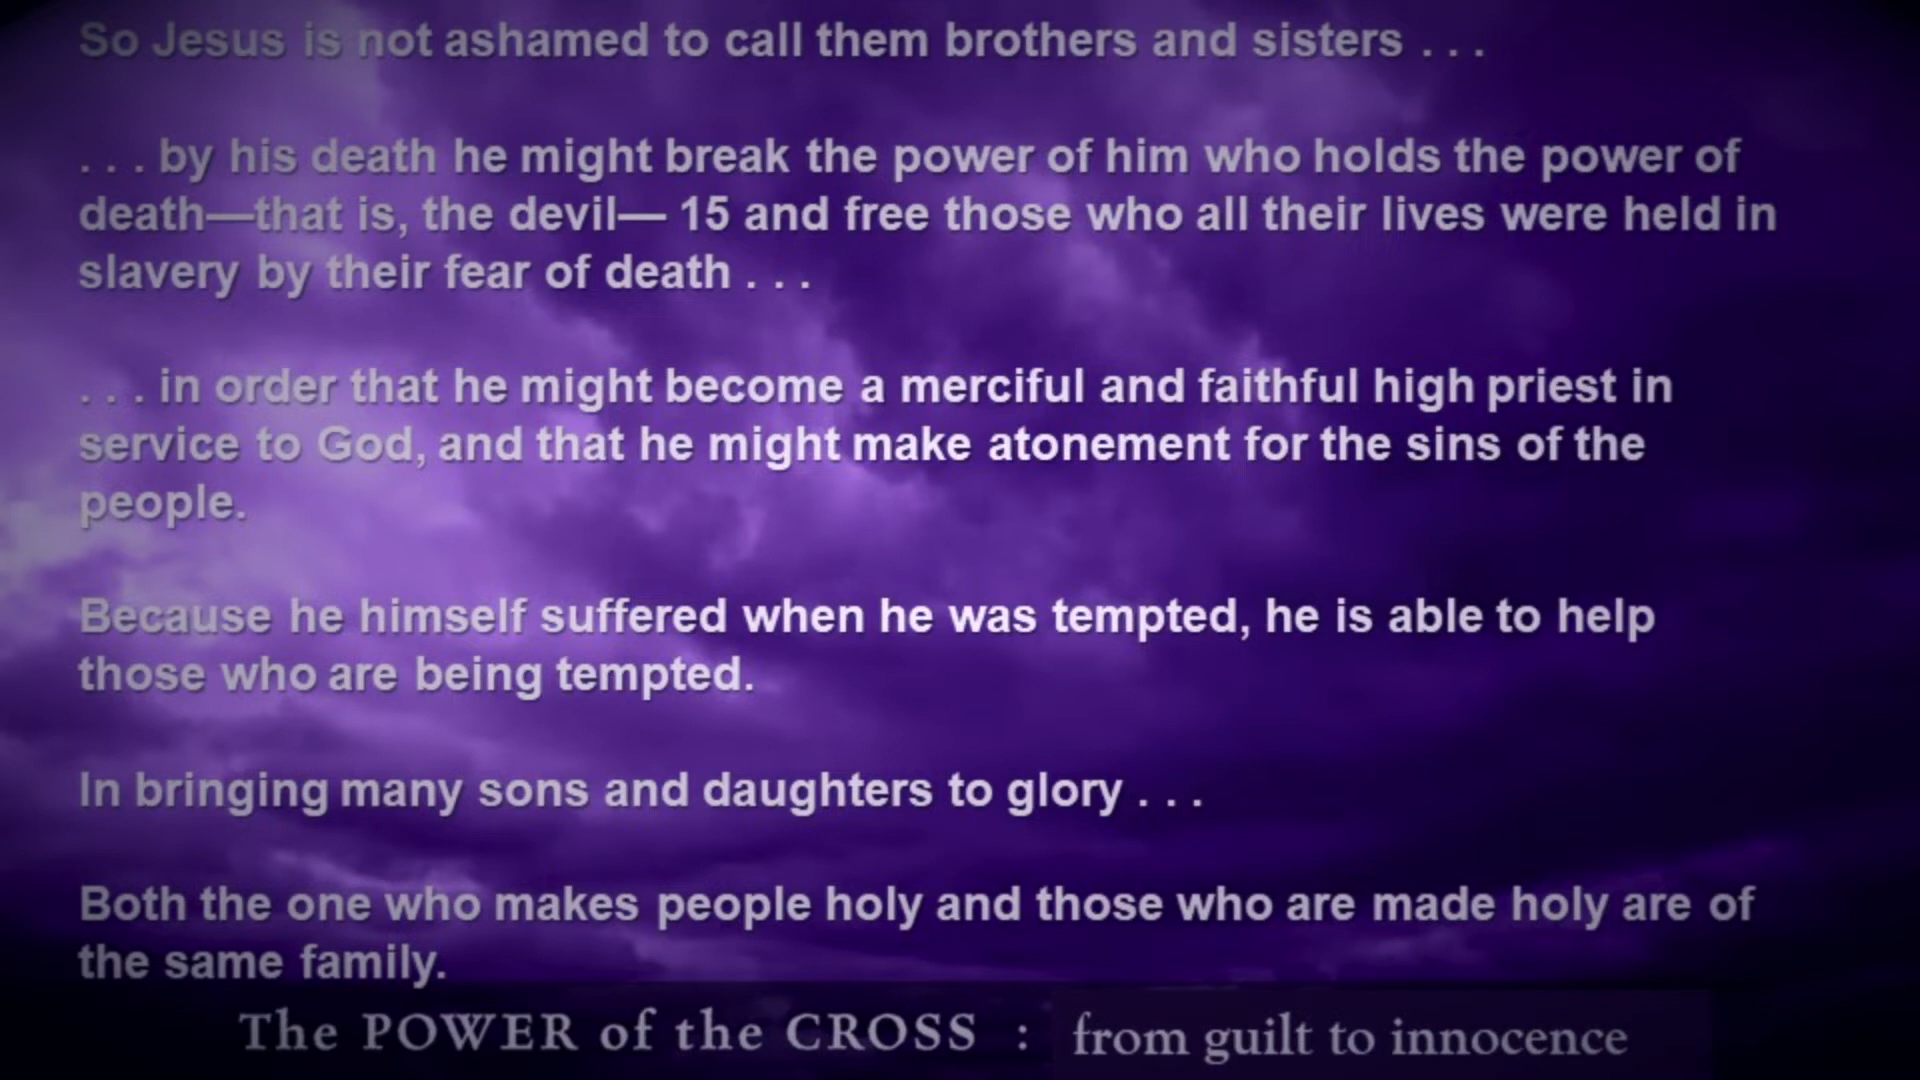 So Jesus is not ashamed to call them brothers and sisters . . .
. . . by his death he might break the power of him who holds the power of
death—that is, the devil— 15 and free those who all their lives were held in
slavery by their fear of death . . .
. . . in order that he might become a merciful and faithful high priest in
service to God, and that he might make atonement for the sins of the
people.
Because he himself suffered when he was tempted, he is able to help
those who are being tempted.
In bringing many sons and daughters to glory . . .
Both the one who makes people holy and those who are made holy are of
the same family.
The POWER of the CROSS : from guilt to innocence